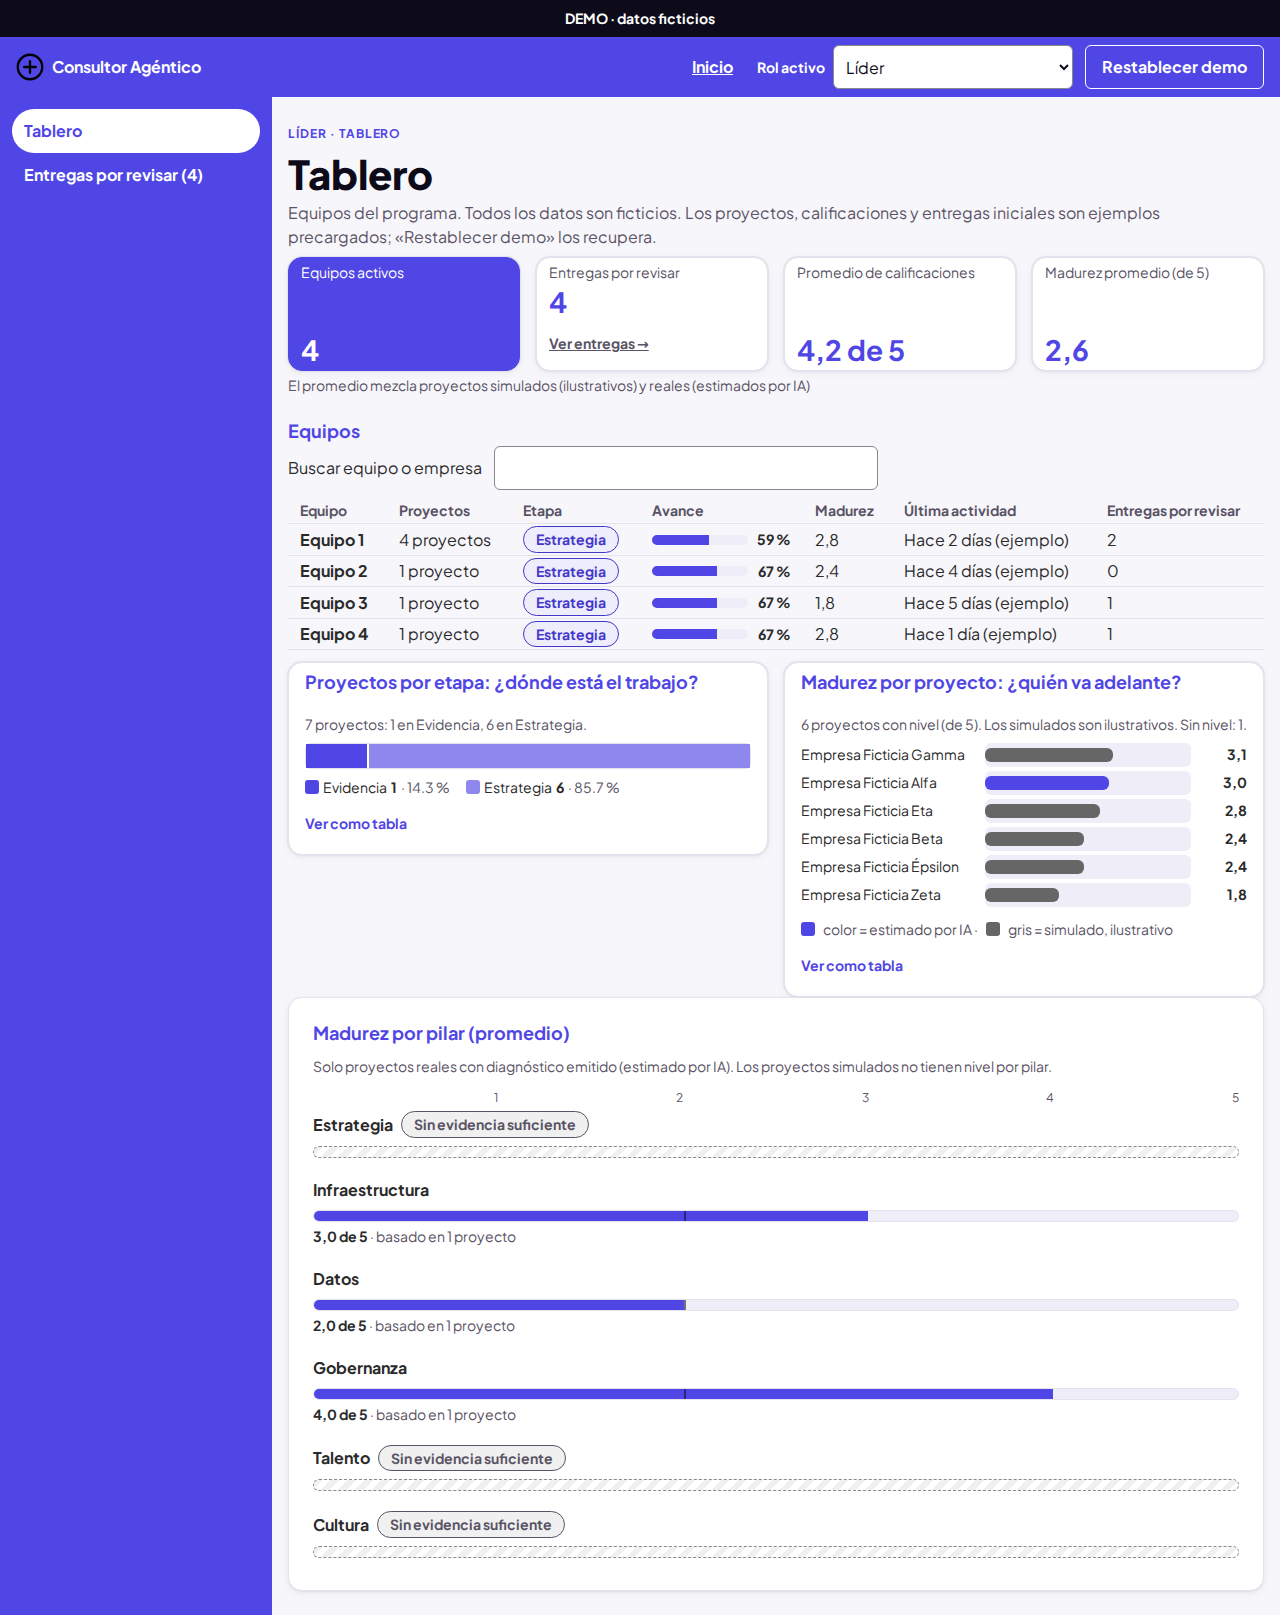 DEMO · datos ficticios
Consultor Agéntico
Inicio
Rol activo
Líder
Restablecer demo
Tablero
Entregas por revisar (4)
LÍDER · TABLERO
Tablero
Equipos del programa. Todos los datos son ficticios. Los proyectos, calificaciones y entregas iniciales son ejemplos
precargados; «Restablecer demo» los recupera.
Equipos activos
4
Entregas por revisar
4
Ver entregas →
Promedio de calificaciones
4,2 de 5
Madurez promedio (de 5)
2,6
El promedio mezcla proyectos simulados (ilustrativos) y reales (estimados por IA)
Equipos
Buscar equipo o empresa
Equipo Proyectos Etapa Avance Madurez Última actividad Entregas por revisar
Equipo 1 4 proyectos Estrategia 59 % 2,8 Hace 2 días (ejemplo) 2
Equipo 2 1 proyecto Estrategia 67 % 2,4 Hace 4 días (ejemplo) 0
Equipo 3 1 proyecto Estrategia 67 % 1,8 Hace 5 días (ejemplo) 1
Equipo 4 1 proyecto Estrategia 67 % 2,8 Hace 1 día (ejemplo) 1
Proyectos por etapa: ¿dónde está el trabajo?
7 proyectos: 1 en Evidencia, 6 en Estrategia.
Evidencia 1 · 14.3 % Estrategia 6 · 85.7 %
Ver como tabla
Madurez por proyecto: ¿quién va adelante?
6 proyectos con nivel (de 5). Los simulados son ilustrativos. Sin nivel: 1.
Empresa Ficticia Gamma 3,1
Empresa Ficticia Alfa 3,0
Empresa Ficticia Eta 2,8
Empresa Ficticia Beta 2,4
Empresa Ficticia Épsilon 2,4
Empresa Ficticia Zeta 1,8
color = estimado por IA · gris = simulado, ilustrativo
Ver como tabla
Madurez por pilar (promedio)
Solo proyectos reales con diagnóstico emitido (estimado por IA). Los proyectos simulados no tienen nivel por pilar.
1 2 3 4 5
Estrategia Sin evidencia suficiente
Infraestructura
3,0 de 5 · basado en 1 proyecto
Datos
2,0 de 5 · basado en 1 proyecto
Gobernanza
4,0 de 5 · basado en 1 proyecto
Talento Sin evidencia suficiente
Cultura Sin evidencia suficiente